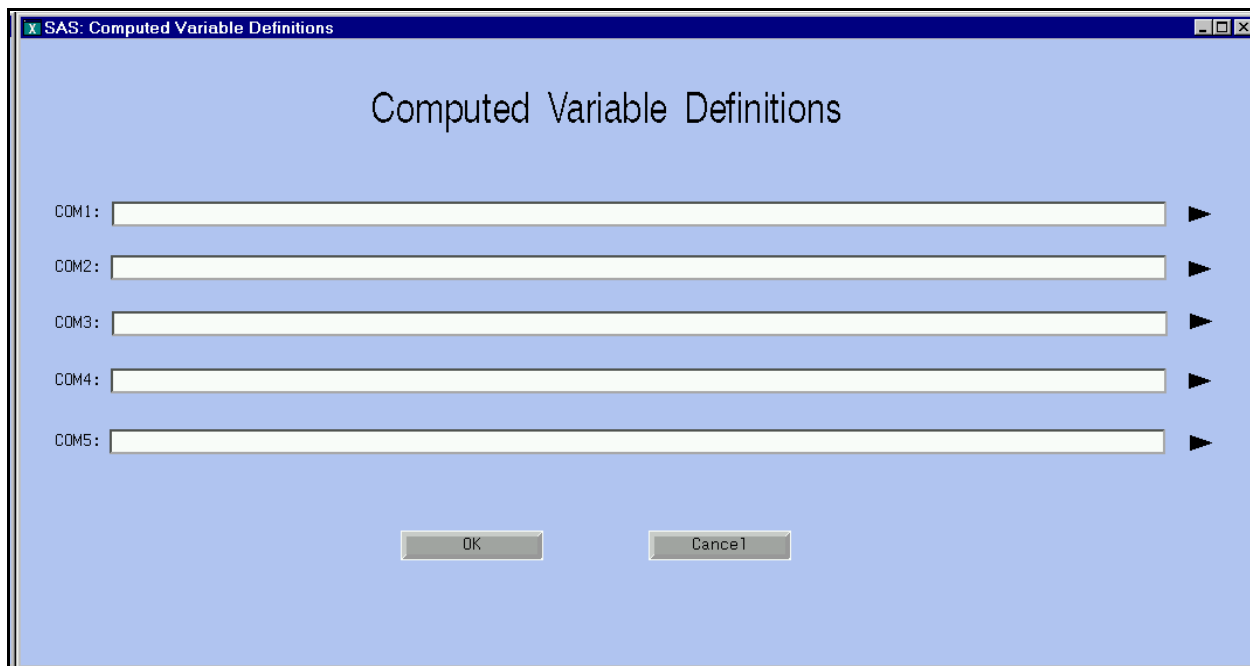 SAS: Computed Variable Definitions
Computed Variable Definitions
COM1:
COM2:
COM3:
COM4:
COM5:
OK Cancel